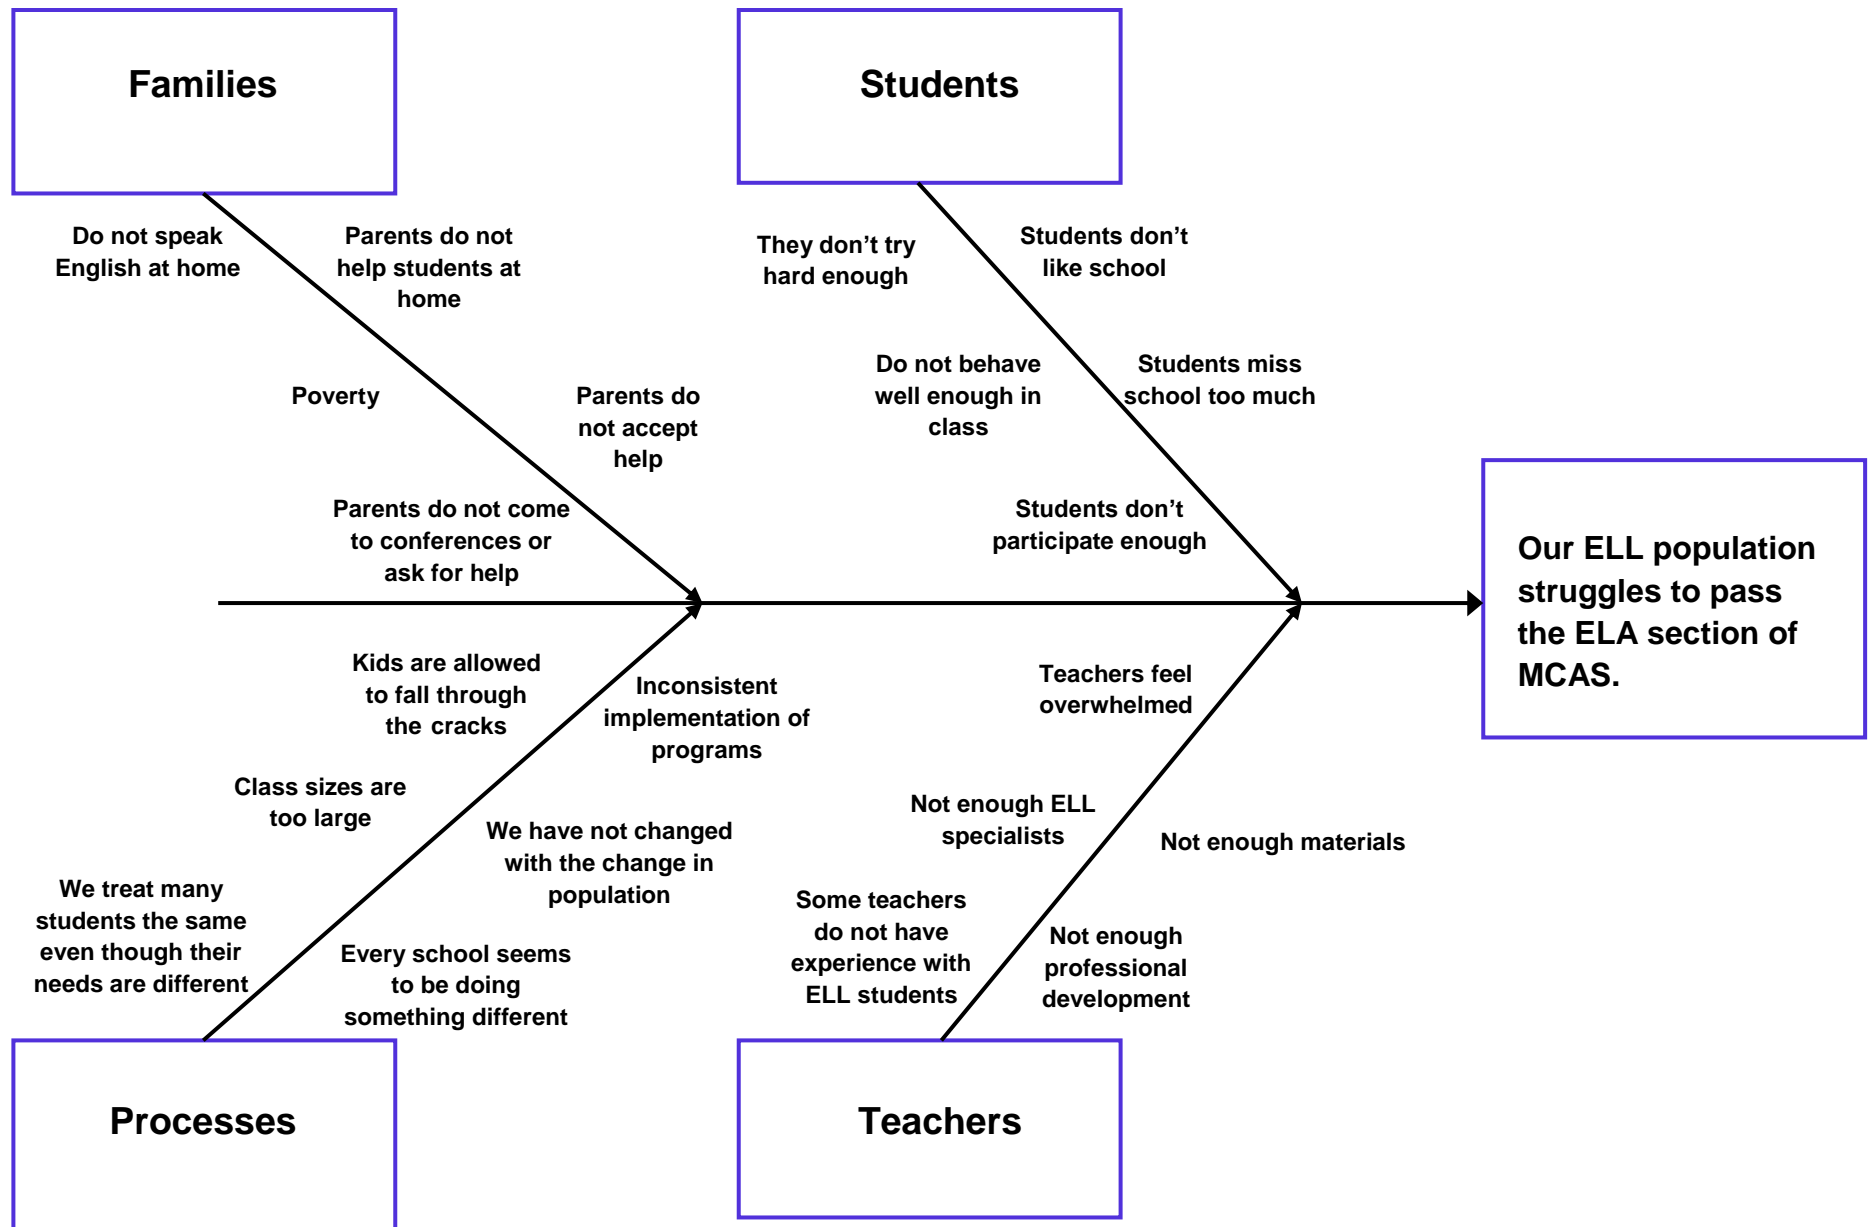 Families
Students
Do not speak
English at home
Parents do not
help students at
home
They don’t try
hard enough
Students don’t
like school
Poverty
Parents do
not accept
help
Do not behave
well enough in
class
Students miss
school too much
Parents do not come
to conferences or
ask for help
Students don’t
participate enough
Our ELL population
struggles to pass
the ELA section of
MCAS.
Kids are allowed
to fall through
the cracks
Inconsistent
implementation of
programs
Teachers feel
overwhelmed
Class sizes are
too large
We have not changed
with the change in
population
Not enough ELL
specialists
Not enough materials
We treat many
students the same
even though their
needs are different
Every school seems
to be doing
something different
Some teachers
do not have
experience with
ELL students
Not enough
professional
development
Processes
Teachers